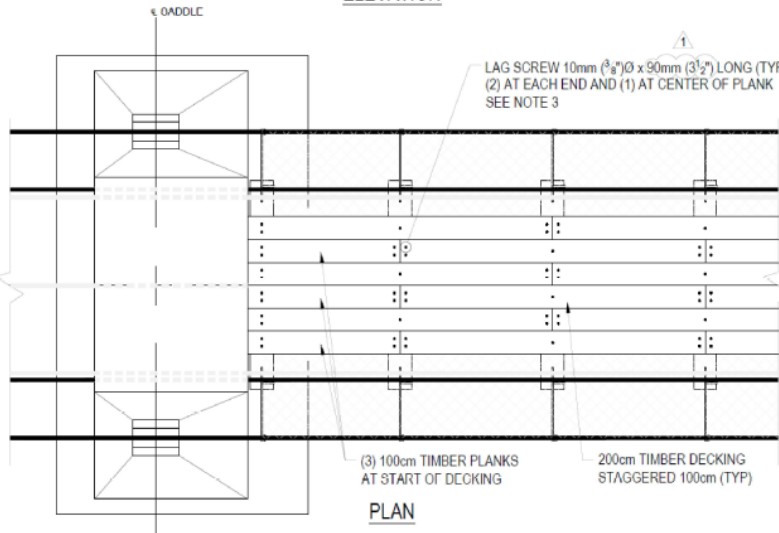 ℄ SADDLE
1
LAG SCREW 10mm (3/8")Ø x 90mm (3 1/2") LONG (TYP
(2) AT EACH END AND (1) AT CENTER OF PLANK
SEE NOTE 3
(3) 100cm TIMBER PLANKS
AT START OF DECKING
200cm TIMBER DECKING
STAGGERED 100cm (TYP)
PLAN